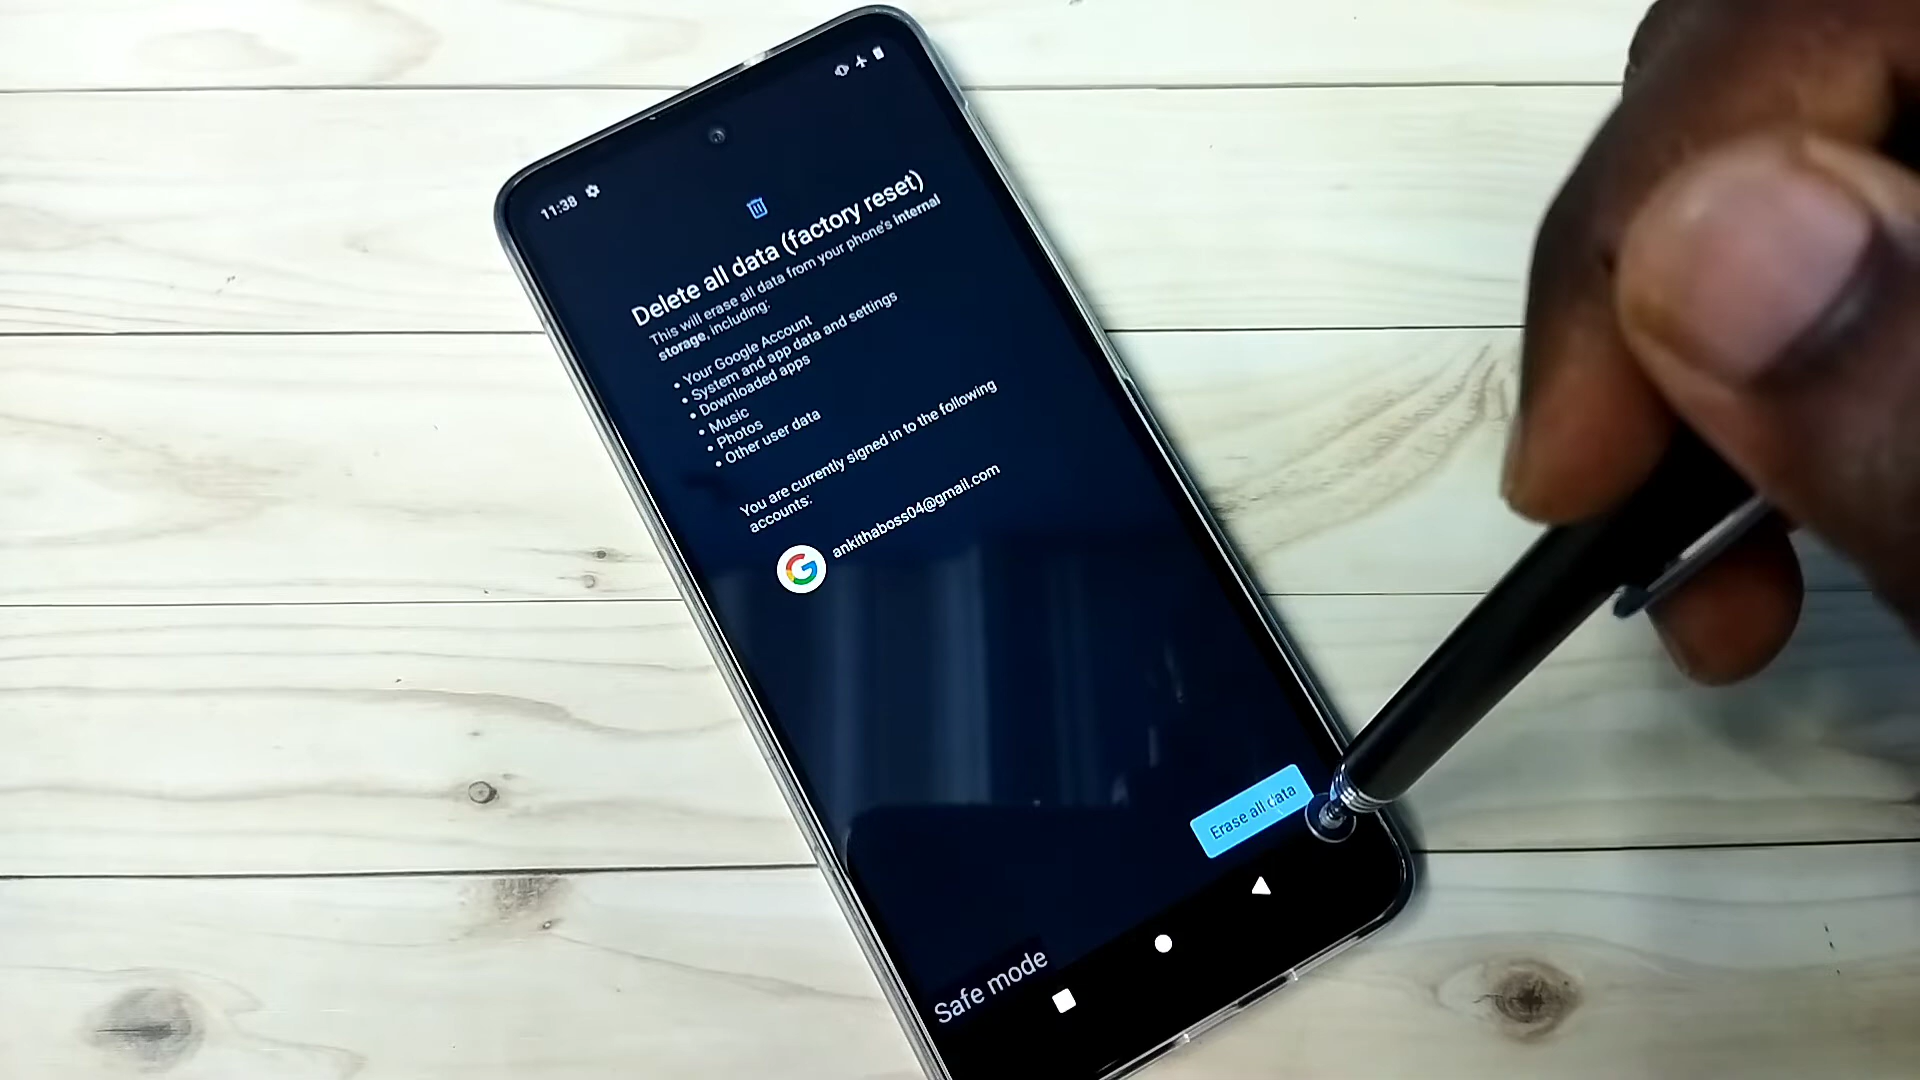 11:38
Delete all data (factory reset)
This will erase all data from your phone's internal
storage, including:
• Your Google Account
• System and app data and settings
• Downloaded apps
• Music
• Photos
• Other user data
You are currently signed in to the following
accounts:
ankithaboss04@gmail.com
Erase all data
Safe mode